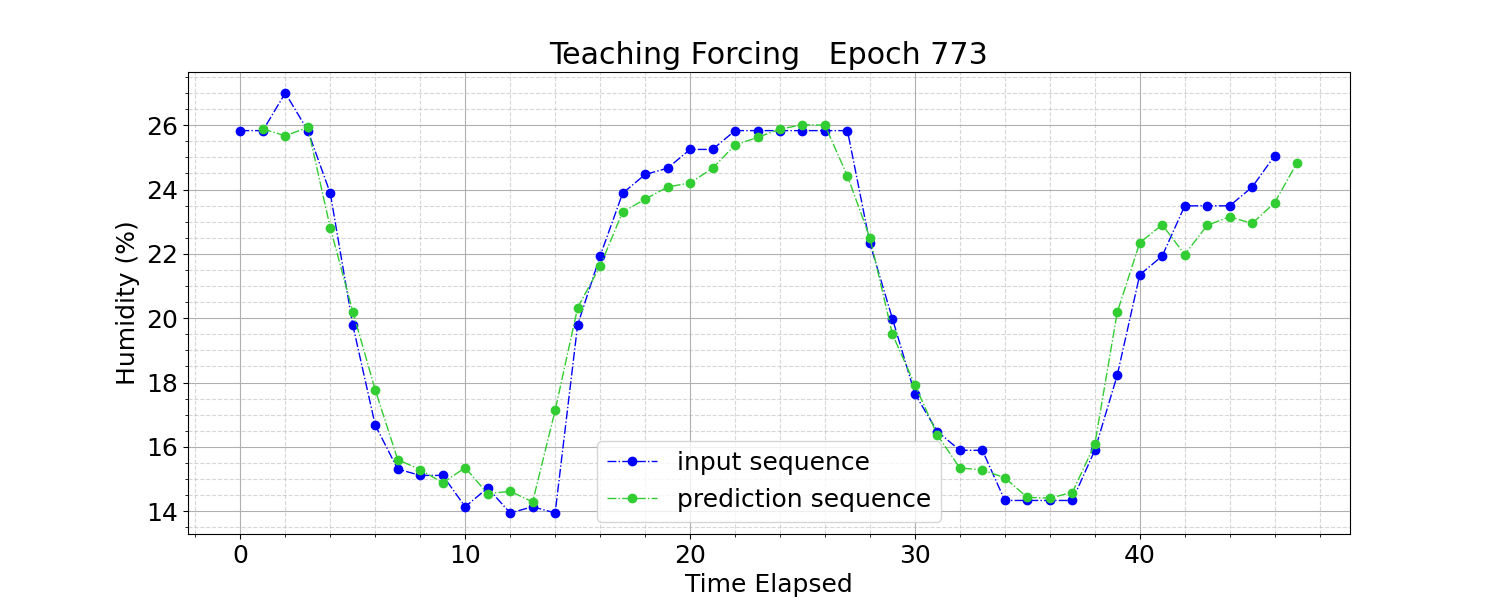 Teaching Forcing   Epoch 773
Humidity (%)
26
24
22
20
18
16
14
input sequence
prediction sequence
0 10 20 30 40
Time Elapsed